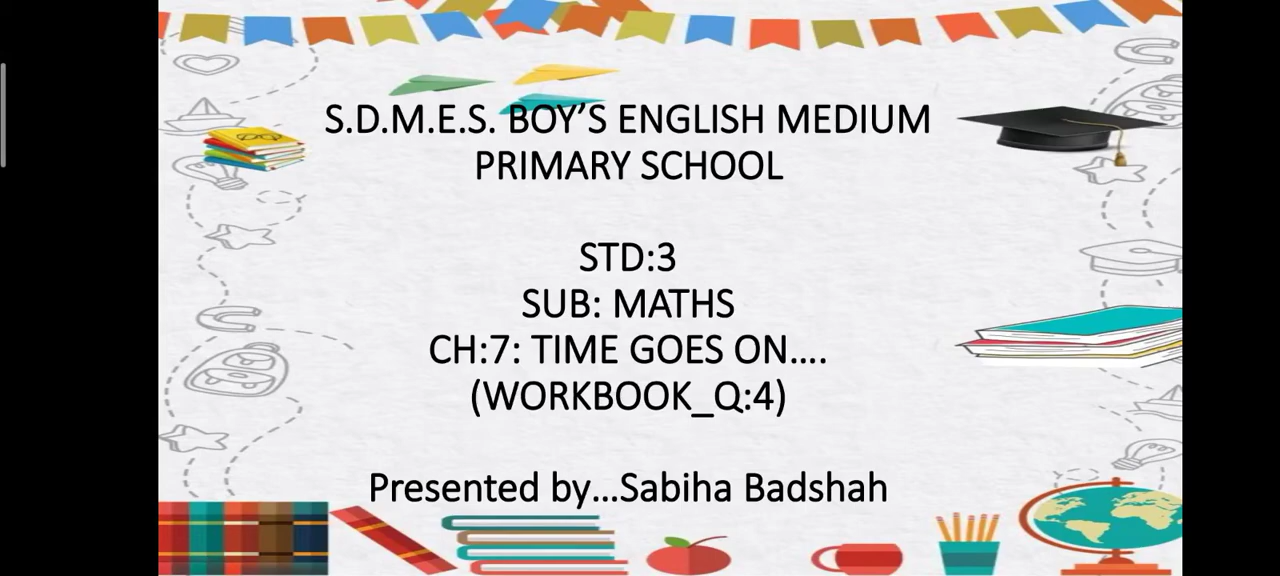 S.D.M.E.S. BOY'S ENGLISH MEDIUM
PRIMARY SCHOOL
STD:3
SUB: MATHS
CH:7: TIME GOES ON....
(WORKBOOK_Q:4)
Presented by...Sabiha Badshah